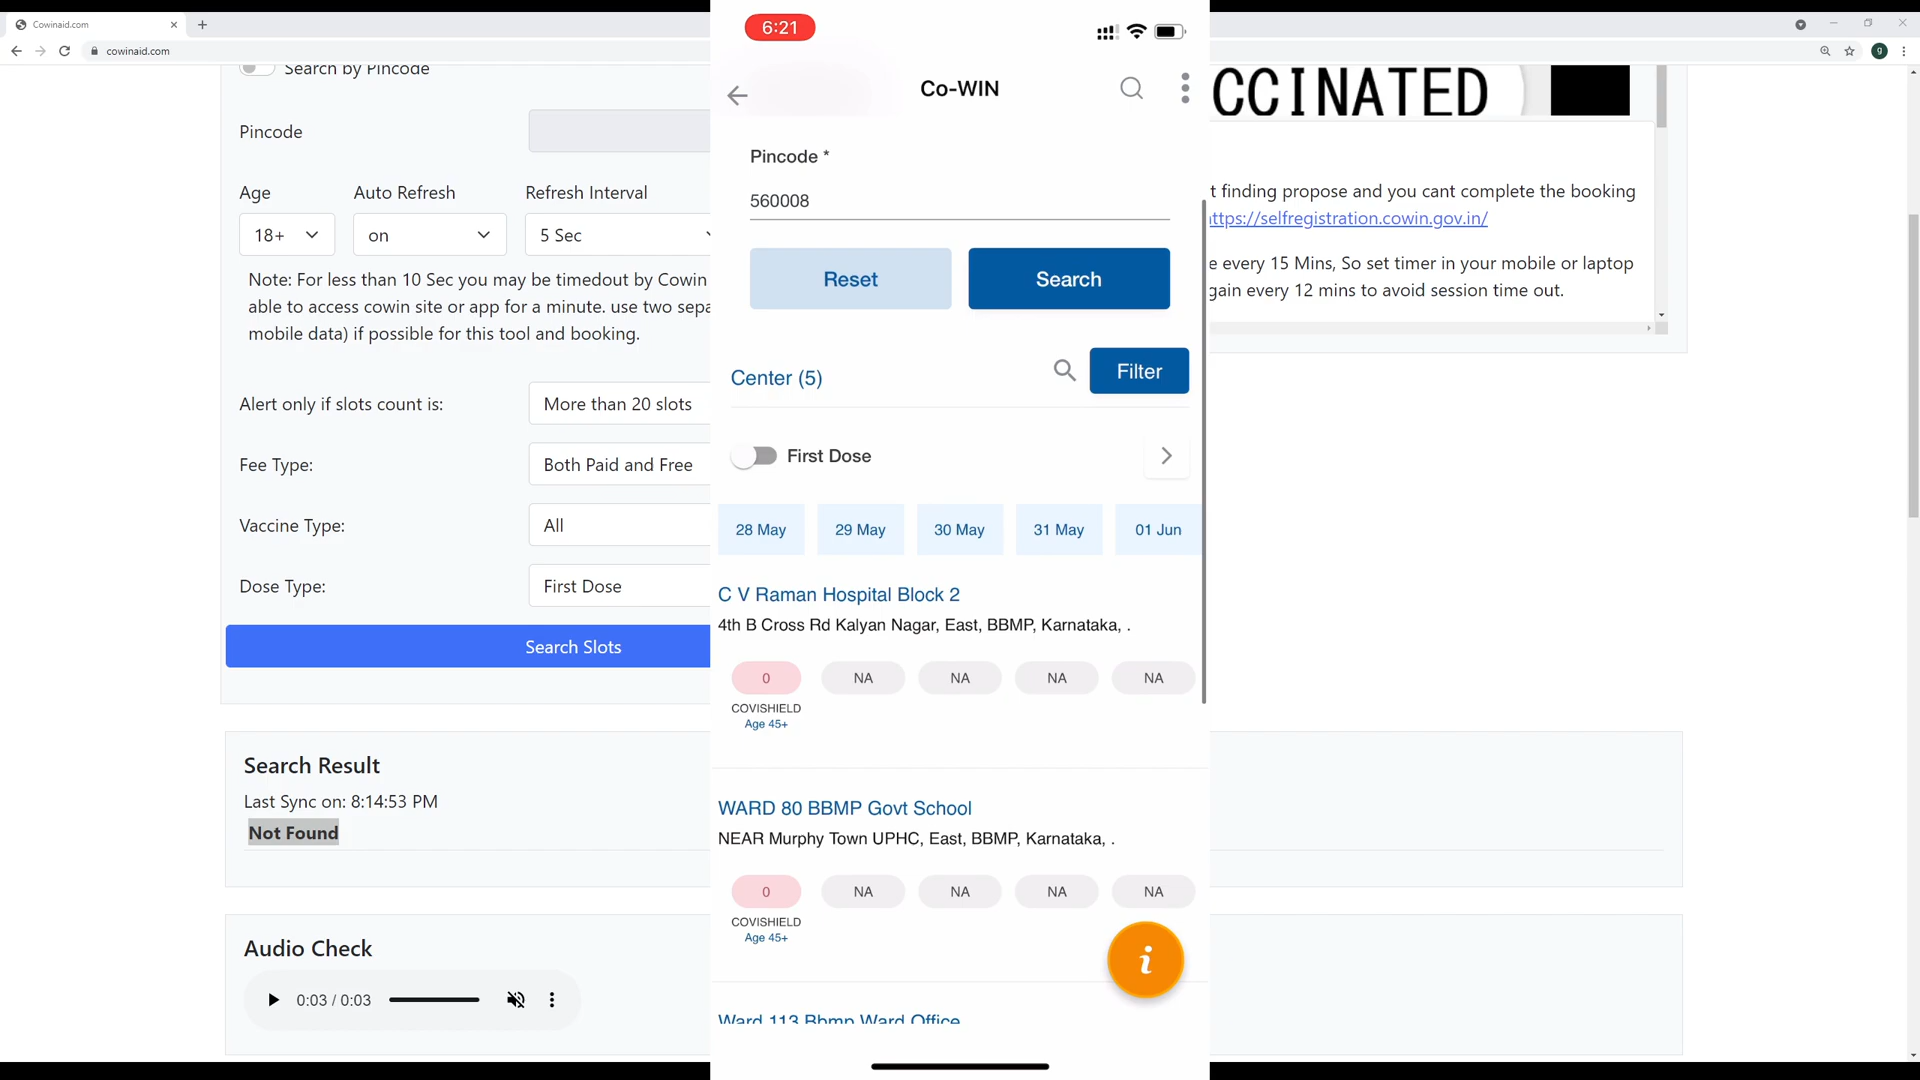 Cowinaid.com
cowinaid.com
Search by Pincode
Pincode
Age
Auto Refresh
Refresh Interval
18+
on
5 Sec
Note: For less than 10 Sec you may be timedout by Cowin
able to access cowin site or app for a minute. use two sepa
mobile data) if possible for this tool and booking.
Alert only if slots count is:
More than 20 slots
Fee Type:
Both Paid and Free
Vaccine Type:
All
Dose Type:
First Dose
Search Slots
Search Result
Last Sync on: 8:14:53 PM
Not Found
Audio Check
0:03 / 0:03
6:21
Co-WIN
Pincode *
560008
Reset
Search
Center (5)
Filter
First Dose
28 May
29 May
30 May
31 May
01 Jun
C V Raman Hospital Block 2
4th B Cross Rd Kalyan Nagar, East, BBMP, Karnataka, .
0
NA
NA
NA
NA
COVISHIELD
Age 45+
WARD 80 BBMP Govt School
NEAR Murphy Town UPHC, East, BBMP, Karnataka, .
0
NA
NA
NA
NA
COVISHIELD
Age 45+
i
Ward 113 Bbmp Ward Office
CCINATED
t finding propose and you cant complete the booking
ttps://selfregistration.cowin.gov.in/
e every 15 Mins, So set timer in your mobile or laptop
gain every 12 mins to avoid session time out.
g